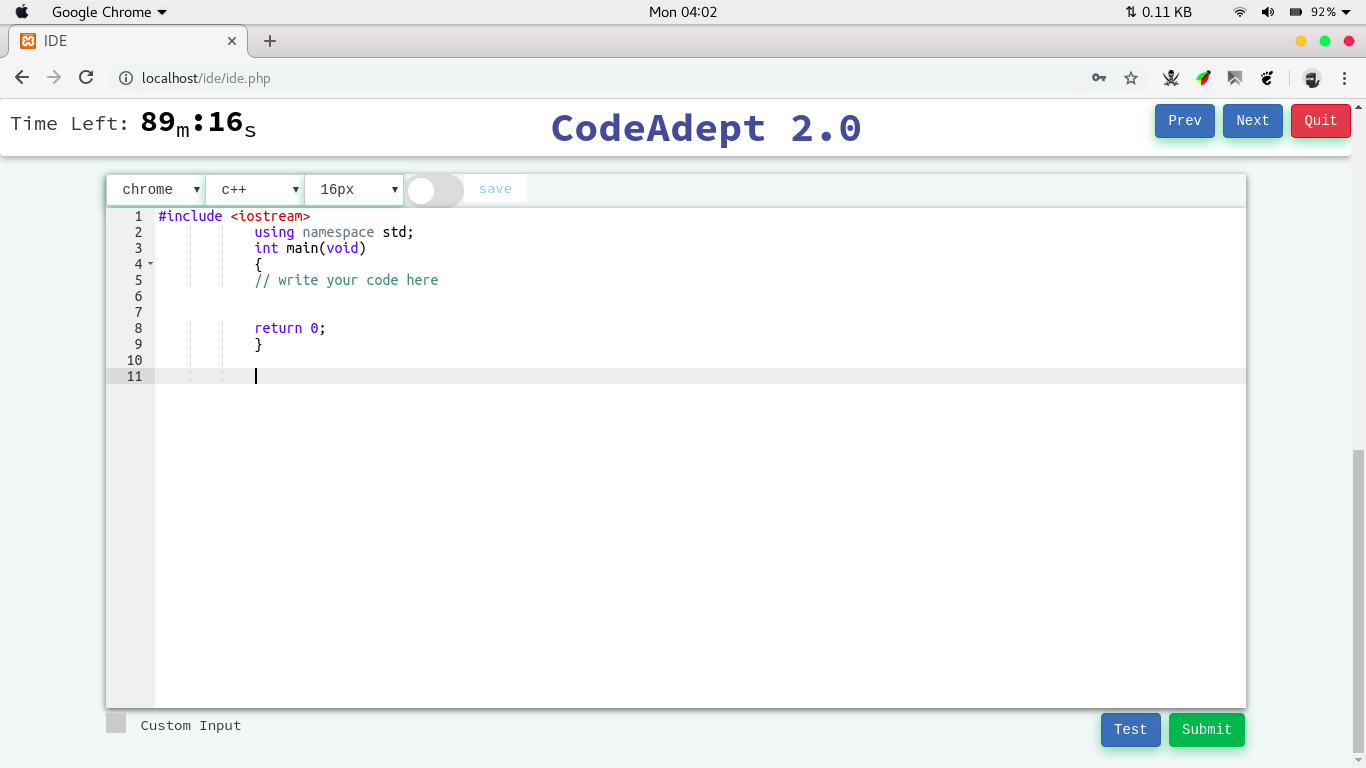 Google Chrome Mon 04:02 0.11 KB 92%
IDE
localhost/ide/ide.php
Time Left: 89m:16s CodeAdept 2.0 Prev Next Quit
chrome c++ 16px save
1 #include <iostream>
2 using namespace std;
3 int main(void)
4 {
5 // write your code here
6
7
8 return 0;
9 }
10
11
Custom Input Test Submit